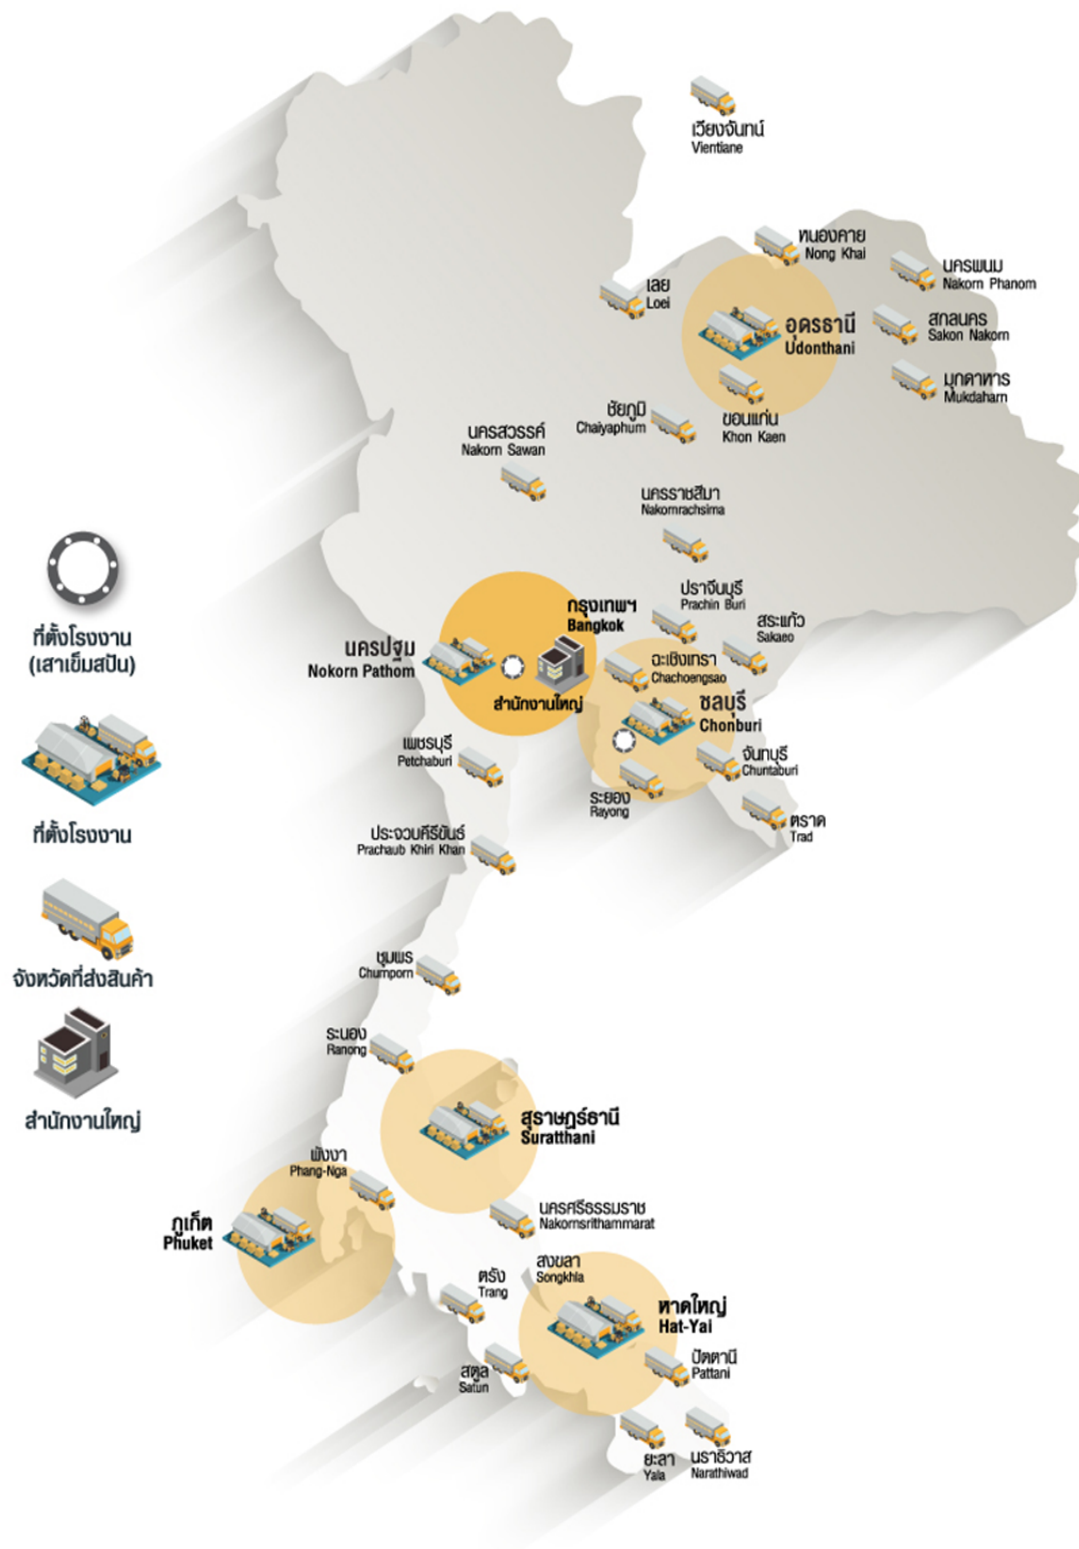 เวียงจันทน์
Vientiane
หนองคาย
Nong Khai
นครพนม
Nakorn Phanom
เลย
Loei
สกลนคร
Sakon Nakorn
อุดรธานี
Udonthani
มุกดาหาร
Mukdaharn
ชัยภูมิ
Chaiyaphum
ขอนแก่น
Khon Kaen
นครสวรรค์
Nakorn Sawan
นครราชสีมา
Nakornrachsima
ปราจีนบุรี
Prachin Buri
สระแก้ว
Sakaeo
กรุงเทพฯ
Bangkok
นครปฐม
Nokorn Pathom
สำนักงานใหญ่
ฉะเชิงเทรา
Chachoengsao
ชลบุรี
Chonburi
เพชรบุรี
Petchaburi
จันทบุรี
Chuntaburi
ระยอง
Rayong
ตราด
Trad
ประจวบคีรีขันธ์
Prachaub Khiri Khan
ชุมพร
Chumporn
ระนอง
Ranong
สุราษฎร์ธานี
Suratthani
พังงา
Phang-Nga
ภูเก็ต
Phuket
นครศรีธรรมราช
Nakornsrithammarat
สงขลา
Songkhla
ตรัง
Trang
หาดใหญ่
Hat-Yai
ปัตตานี
Pattani
สตูล
Satun
ยะลา
Yala
นราธิวาส
Narathiwad
ที่ตั้งโรงงาน
(เสาเข็มสปัน)
ที่ตั้งโรงงาน
จังหวัดที่ส่งสินค้า
สำนักงานใหญ่